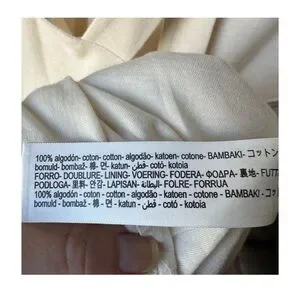 100% algodón - coton - cotton - algodão - katoen - cotone - BAMBAKI - コットン
bomuld - bombaž - 棉 - 면 - katun - قطن - cotó - kotoia
FORRO- DOUBLURE- LINING- VOERING- FODERA- ΦΟΔΡΑ- 裏地- FUTT
PODLOGA- 里料- 안감- LAPISAN- البطانة- FOLRE- FORRUA
100% algodón - coton - cotton - algodão - katoen - cotone - BAMBAKI - コッ
bomuld - bombaž - 棉 - 면 - katun - قطن - cotó - kotoia